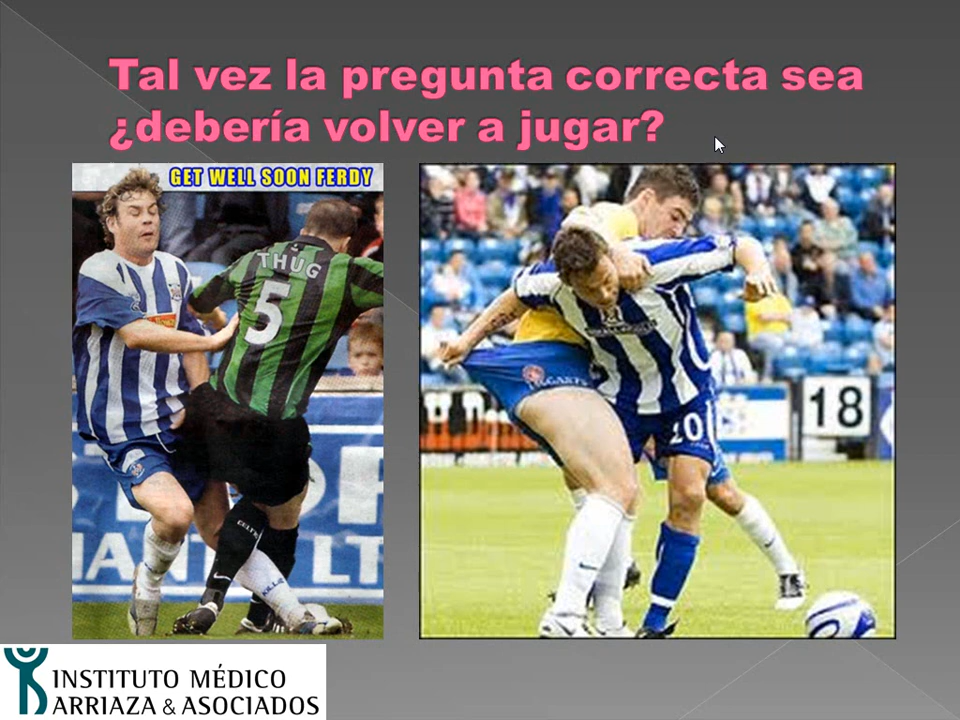 Tal vez la pregunta correcta sea
¿debería volver a jugar?
GET WELL SOON FERDY
THUG
5
20
18
INSTITUTO MÉDICO
ARRIAZA & ASOCIADOS